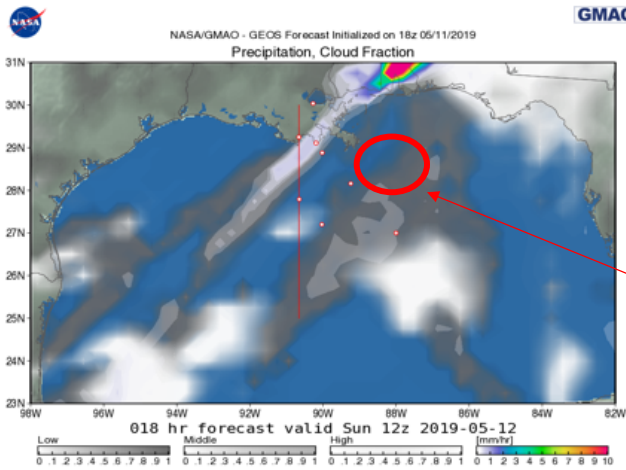 NASA
GMAO
NASA/GMAO - GEOS Forecast Initialized on 18z 05/11/2019
Precipitation, Cloud Fraction
31N
30N
29N
28N
27N
26N
25N
24N
23N
98W 96W 94W 92W 90W 88W 86W 84W 82W
018 hr forecast valid Sun 12z 2019-05-12
Low Middle High [mm/hr]
0 .1 .2 .3 .4 .5 .6 .7 .8 .9 1 0 .1 .2 .3 .4 .5 .6 .7 .8 .9 1 0 .1 .2 .3 .4 .5 .6 .7 .8 .9 1 0 1 2 3 4 5 6 7 8 9 10